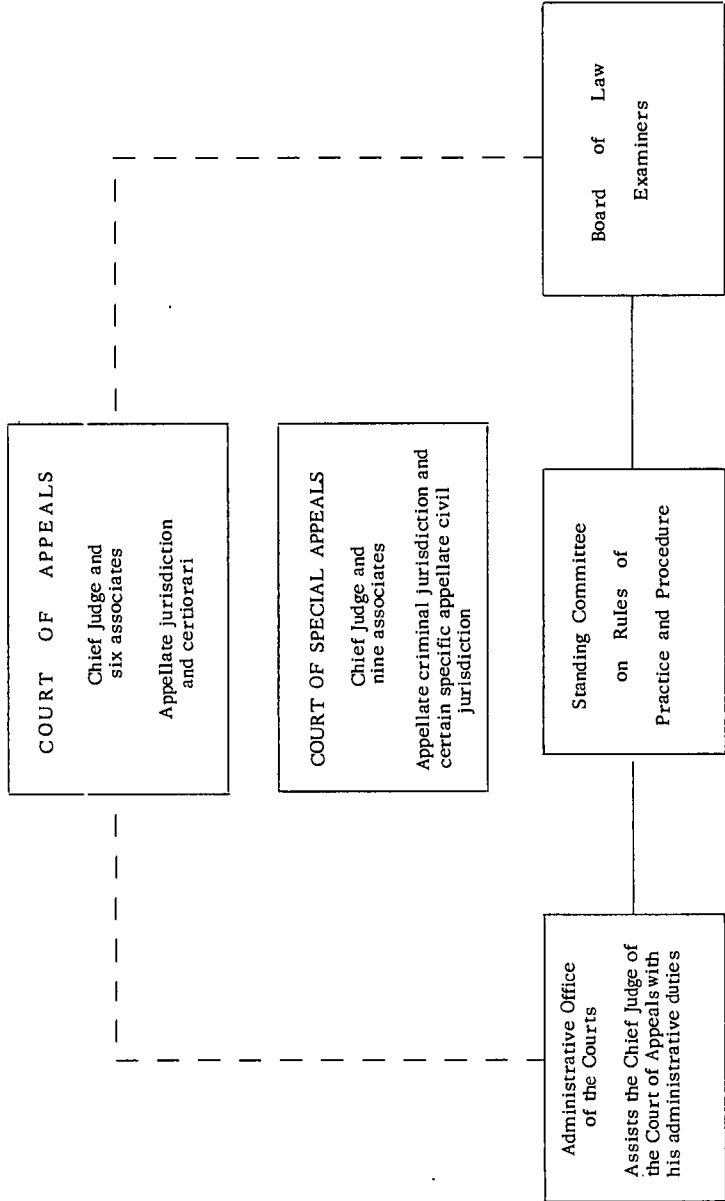 COURT OF APPEALS
Chief Judge and
six associates
Appellate jurisdiction
and certiorari
COURT OF SPECIAL APPEALS
Chief Judge and
nine associates
Appellate criminal jurisdiction and
certain specific appellate civil
jurisdiction
Administrative Office
of the Courts
Assists the Chief Judge of
the Court of Appeals with
his administrative duties
Standing Committee
on Rules of
Practice and Procedure
Board of Law
Examiners